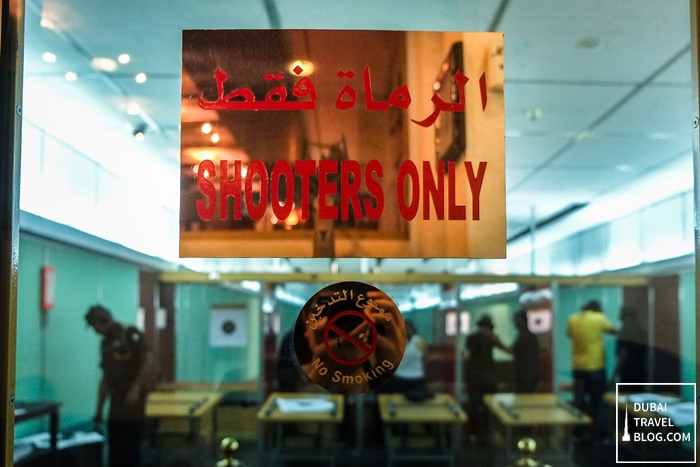 الرماة فقط
SHOOTERS ONLY
ممنوع التدخين
No Smoking
DUBAI
TRAVEL
BLOG.COM